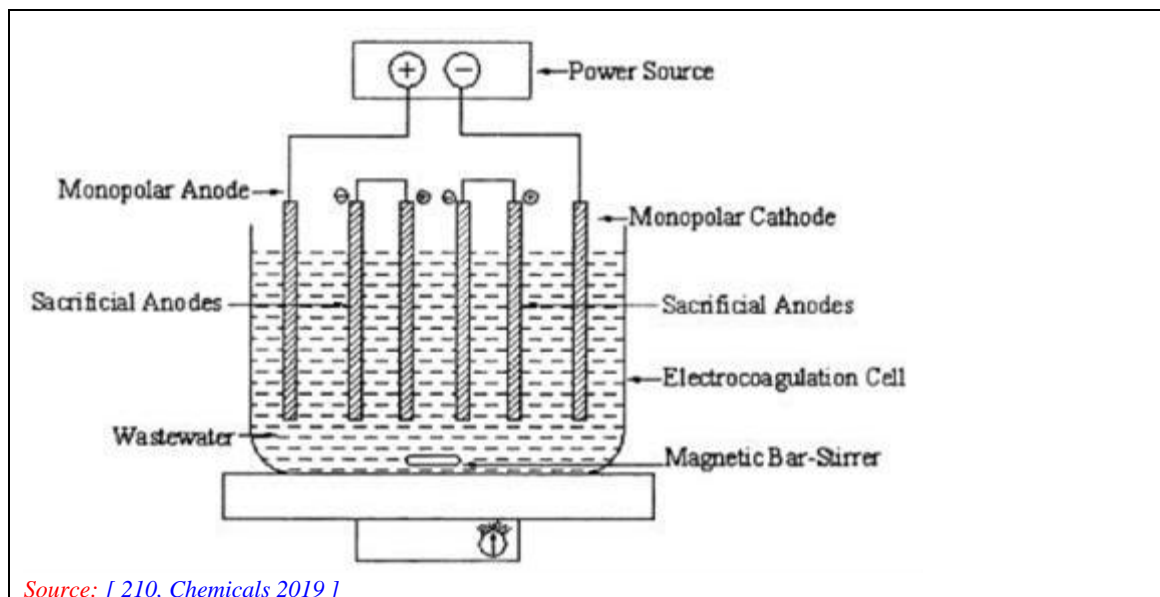 + −
Power Source
Monopolar Anode
⊖ ⊕ ⊖ ⊕
Monopolar Cathode
Sacrificial Anodes
Sacrificial Anodes
Electrocoagulation Cell
Wastewater
Magnetic Bar-Stirrer
Source: [ 210. Chemicals 2019 ]